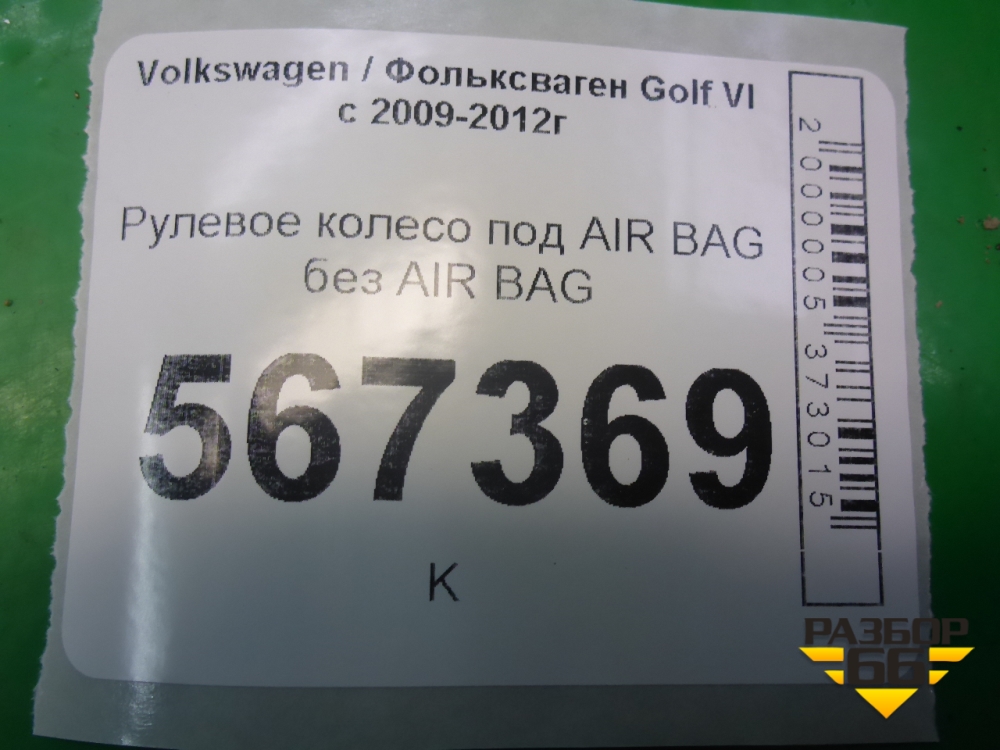 Volkswagen / Фольксваген Golf VI
с 2009-2012г
Рулевое колесо под AIR BAG
без AIR BAG
567369
К
2000005373015
РАЗБОР
66